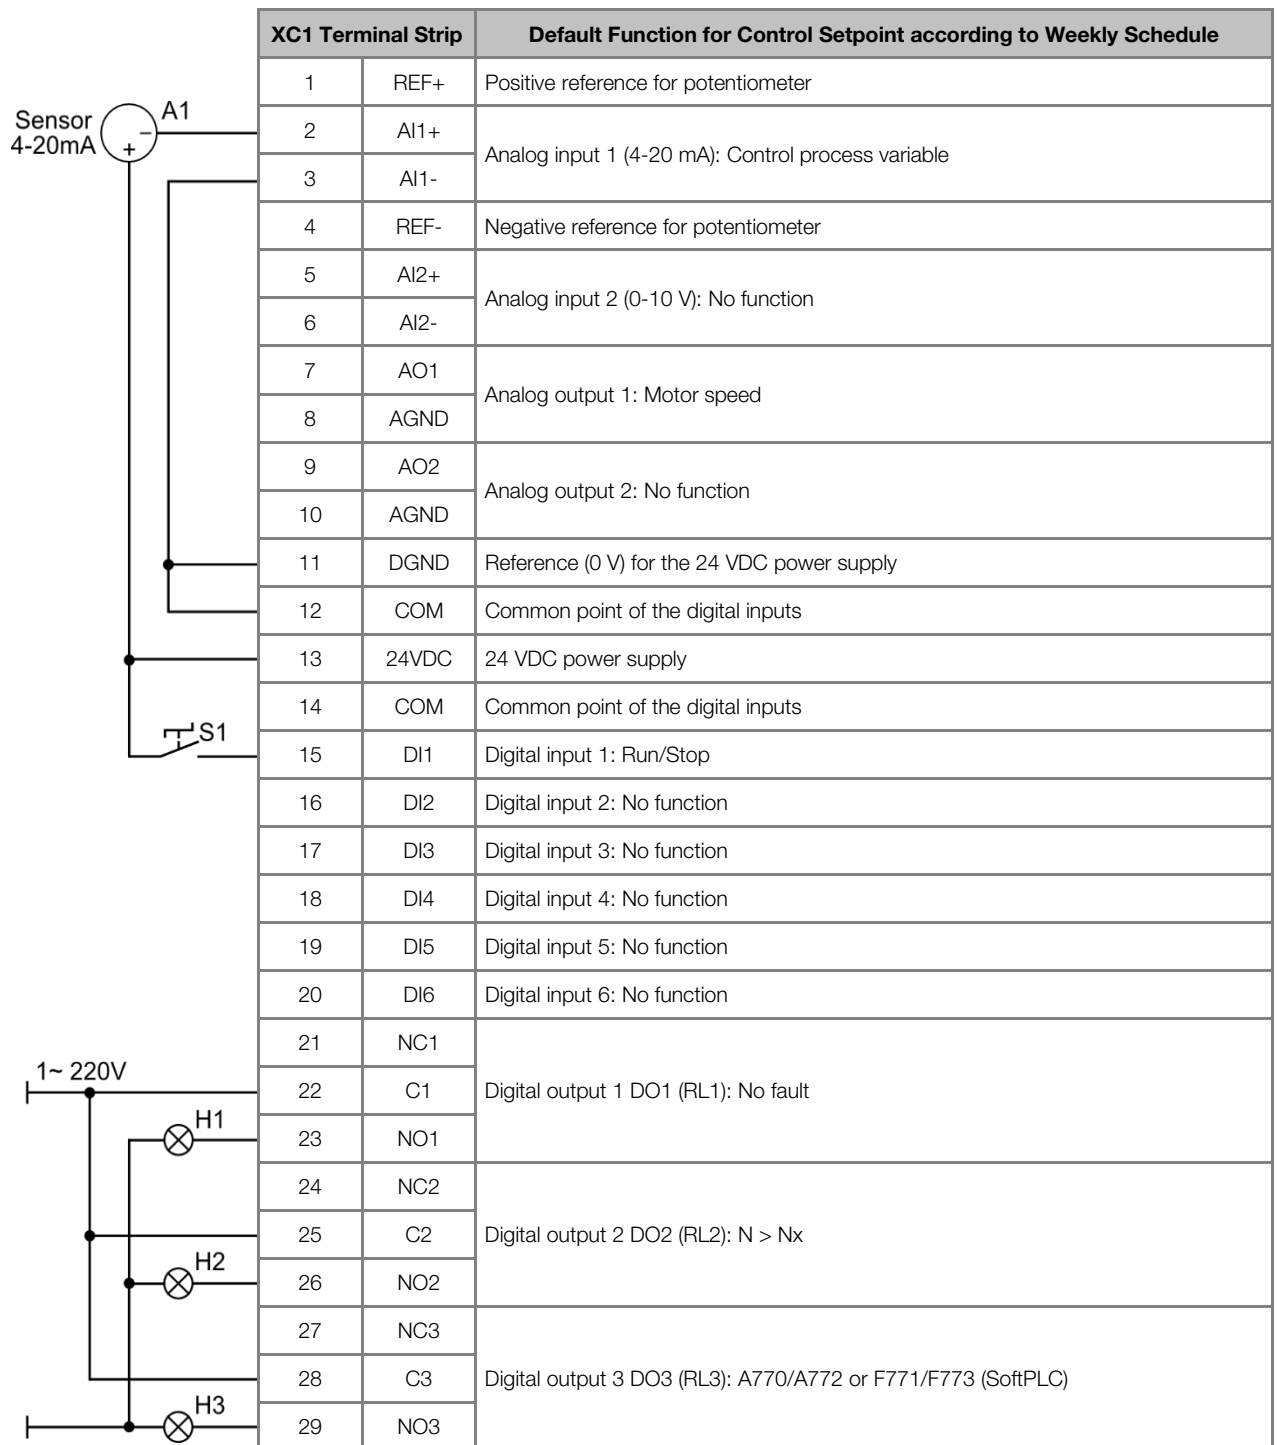 XC1 Terminal Strip Default Function for Control Setpoint according to Weekly Schedule
1 REF+ Positive reference for potentiometer
Sensor
4-20mA
A1
+
−
2 AI1+
Analog input 1 (4-20 mA): Control process variable
3 AI1-
4 REF- Negative reference for potentiometer
5 AI2+
Analog input 2 (0-10 V): No function
6 AI2-
7 AO1
Analog output 1: Motor speed
8 AGND
9 AO2
Analog output 2: No function
10 AGND
11 DGND Reference (0 V) for the 24 VDC power supply
12 COM Common point of the digital inputs
13 24VDC 24 VDC power supply
14 COM Common point of the digital inputs
S1
15 DI1 Digital input 1: Run/Stop
16 DI2 Digital input 2: No function
17 DI3 Digital input 3: No function
18 DI4 Digital input 4: No function
19 DI5 Digital input 5: No function
20 DI6 Digital input 6: No function
21 NC1
1~ 220V
22 C1 Digital output 1 DO1 (RL1): No fault
H1
23 NO1
24 NC2
25 C2 Digital output 2 DO2 (RL2): N > Nx
H2
26 NO2
27 NC3
28 C3 Digital output 3 DO3 (RL3): A770/A772 or F771/F773 (SoftPLC)
H3
29 NO3